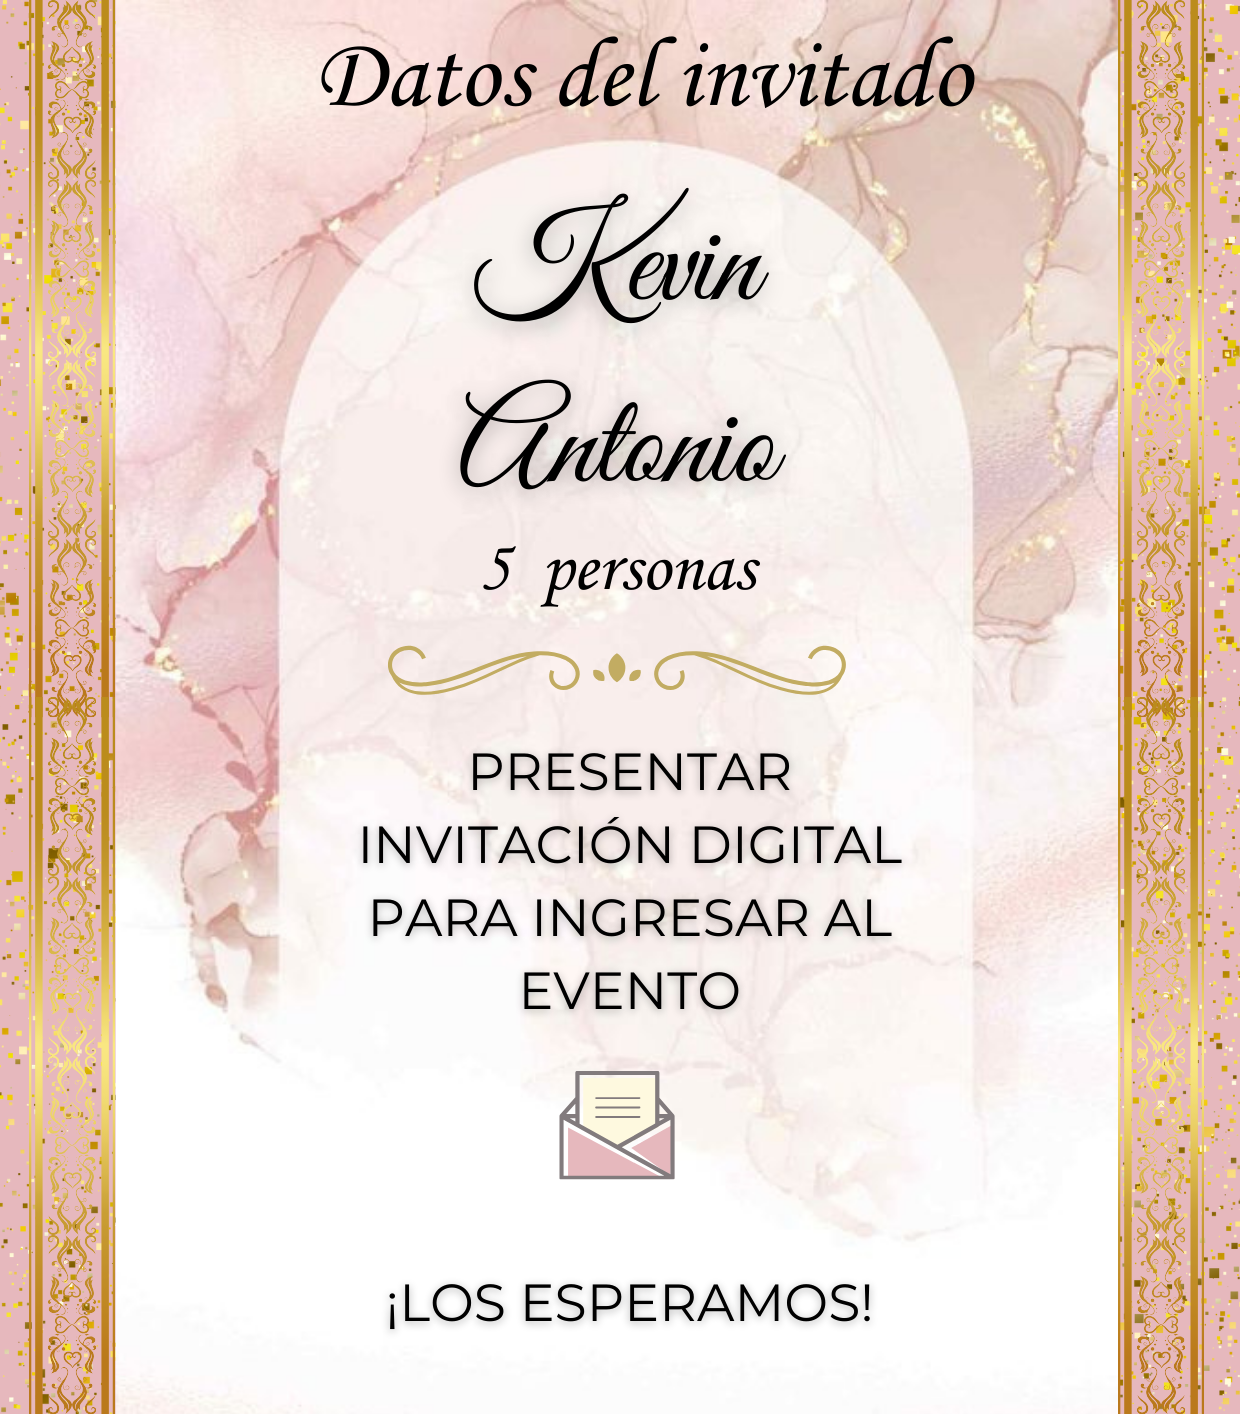 Datos del invitado
Kevin
Antonio
5 personas
PRESENTAR
INVITACIÓN DIGITAL
PARA INGRESAR AL
EVENTO
¡LOS ESPERAMOS!